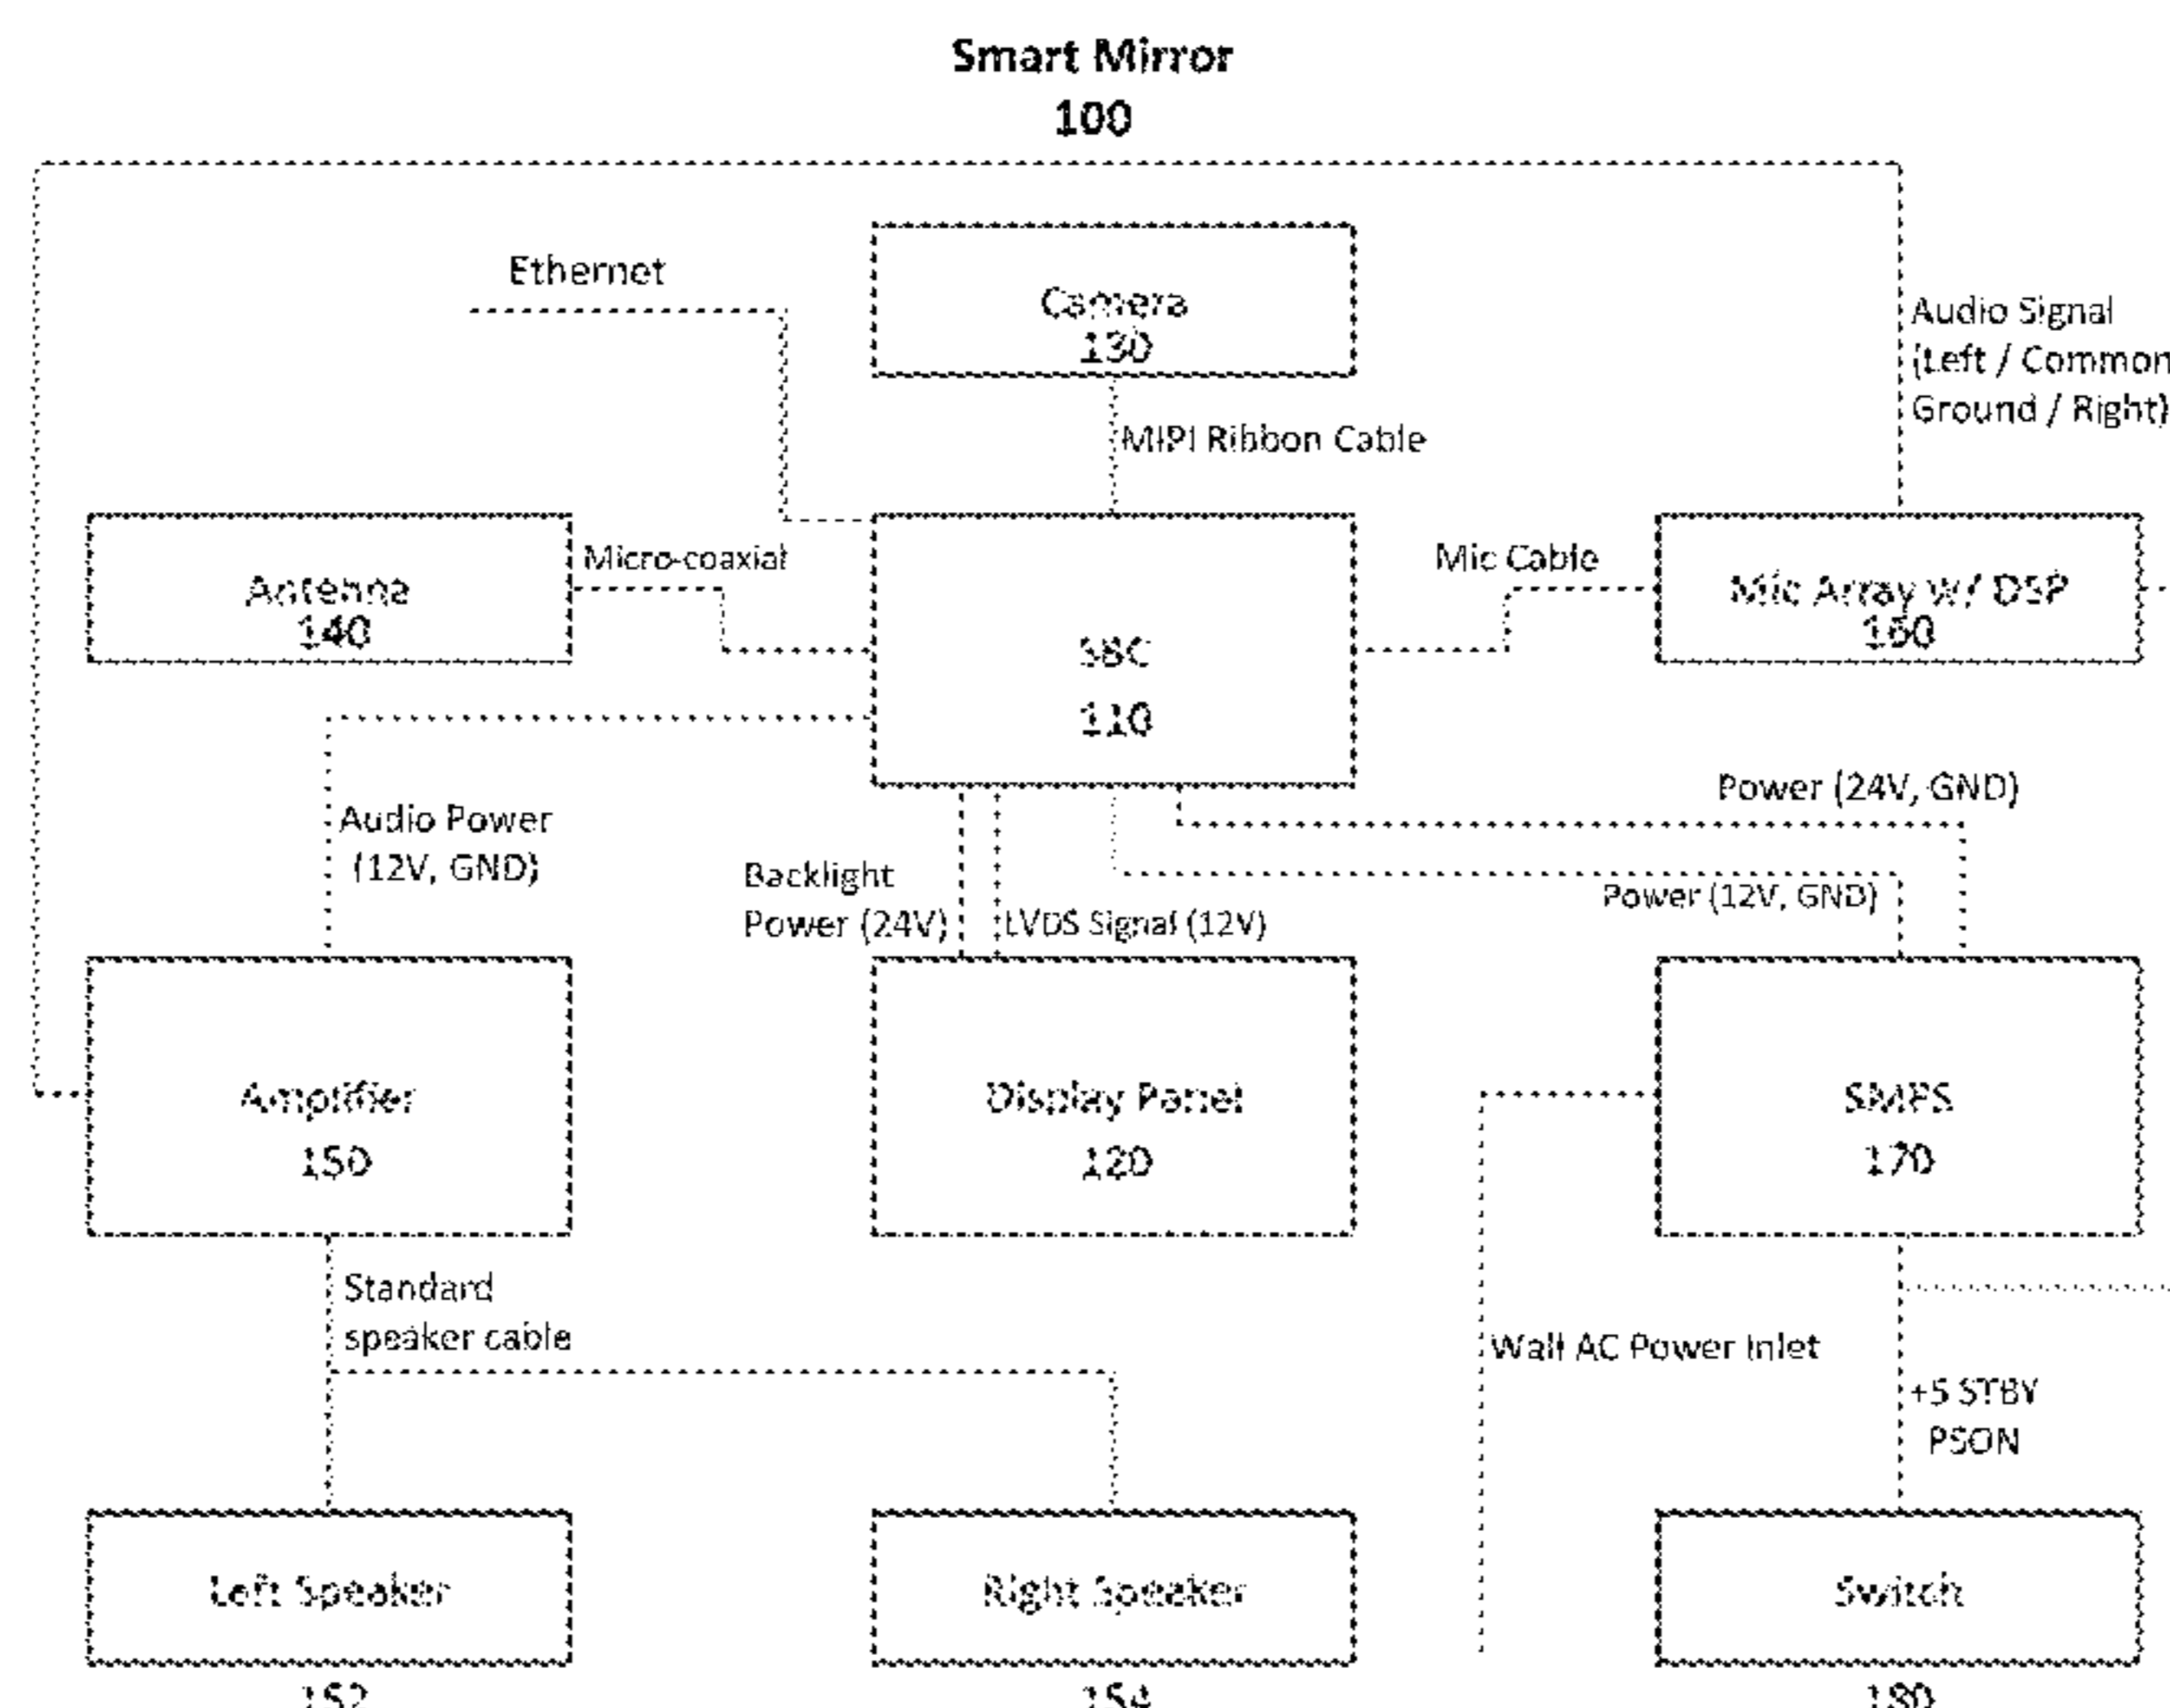 Smart Mirror
100
Ethernet
Camera
130
Audio Signal
(Left / Common
Ground / Right)
MIPI Ribbon Cable
Antenna
140
Micro-coaxial
SBC
110
Mic Cable
Mic Array w/ DSP
160
Audio Power
(12V, GND)
Backlight
Power (24V)
LVDS Signal (12V)
Power (24V, GND)
Power (12V, GND)
Amplifier
150
Display Panel
120
SMPS
170
Standard
speaker cable
Wall AC Power Inlet
+5 STBY
PSON
Left Speaker
152
Right Speaker
154
Switch
180